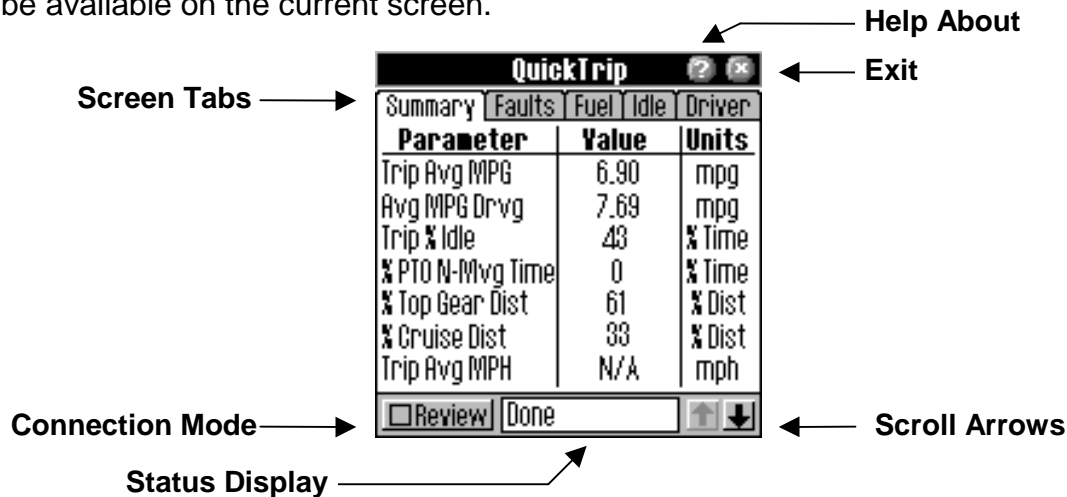 be available on the current screen.
Help About
QuickTrip ? ×
Exit
Screen Tabs
Summary Faults Fuel Idle Driver
Parameter Value Units
Trip Avg MPG 6.90 mpg
Avg MPG Drvg 7.69 mpg
Trip % Idle 43 % Time
% PTO N-Mvg Time 0 % Time
% Top Gear Dist 61 % Dist
% Cruise Dist 33 % Dist
Trip Avg MPH N/A mph
Review Done
Connection Mode
Scroll Arrows
Status Display